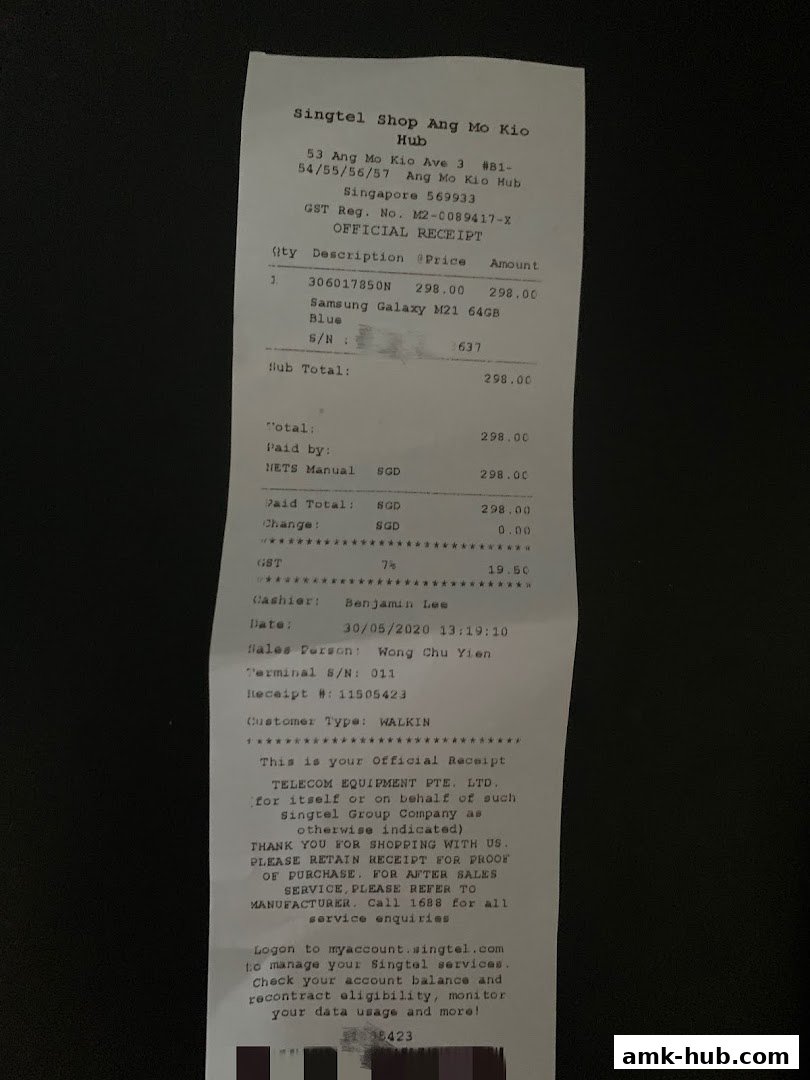 Singtel Shop Ang Mo Kio
Hub
53 Ang Mo Kio Ave 3 #B1-
54/55/56/57 Ang Mo Kio Hub
Singapore 569933
GST Reg. No. M2-0089417-X
OFFICIAL RECEIPT
Qty Description @Price Amount
1 306017850N 298.00 298.00
Samsung Galaxy M21 64GB
Blue
S/N : 637
Sub Total: 298.00
Total: 298.00
Paid by:
NETS Manual SGD 298.00
Paid Total: SGD 298.00
Change: SGD 0.00
******************************
GST 7% 19.50
******************************
Cashier: Benjamin Lee
Date: 30/05/2020 13:19:10
Sales Person: Wong Chu Yien
Terminal S/N: 011
Receipt #: 11505423
Customer Type: WALKIN
******************************
This is your Official Receipt
TELECOM EQUIPMENT PTE. LTD.
(for itself or on behalf of such
Singtel Group Company as
otherwise indicated)
THANK YOU FOR SHOPPING WITH US.
PLEASE RETAIN RECEIPT FOR PROOF
OF PURCHASE. FOR AFTER SALES
SERVICE,PLEASE REFER TO
MANUFACTURER. Call 1688 for all
service enquiries
Logon to myaccount.singtel.com
to manage your Singtel services.
Check your account balance and
recontract eligibility, monitor
your data usage and more!
5423
amk-hub.com